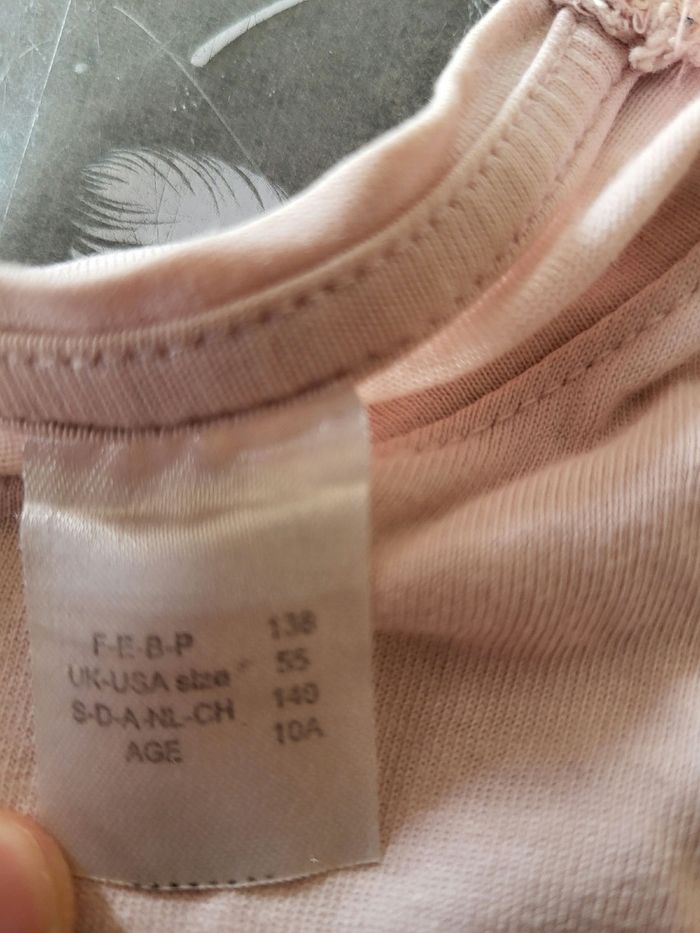 F-E-B-P 138
UK-USA size 55
S-D-A-NL-CH 140
AGE 10A